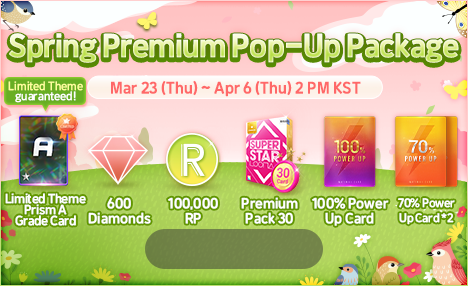 Spring Premium Pop-Up Package
Limited Theme
guaranteed!
Mar 23 (Thu) ~ Apr 6 (Thu) 2 PM KST
A
R
SUPER
STAR
30
Card
100%
POWER UP
70%
POWER UP
Limited Theme
Prism A
Grade Card
600
Diamonds
100,000
RP
Premium
Pack 30
100% Power
Up Card
70% Power
Up Card *2